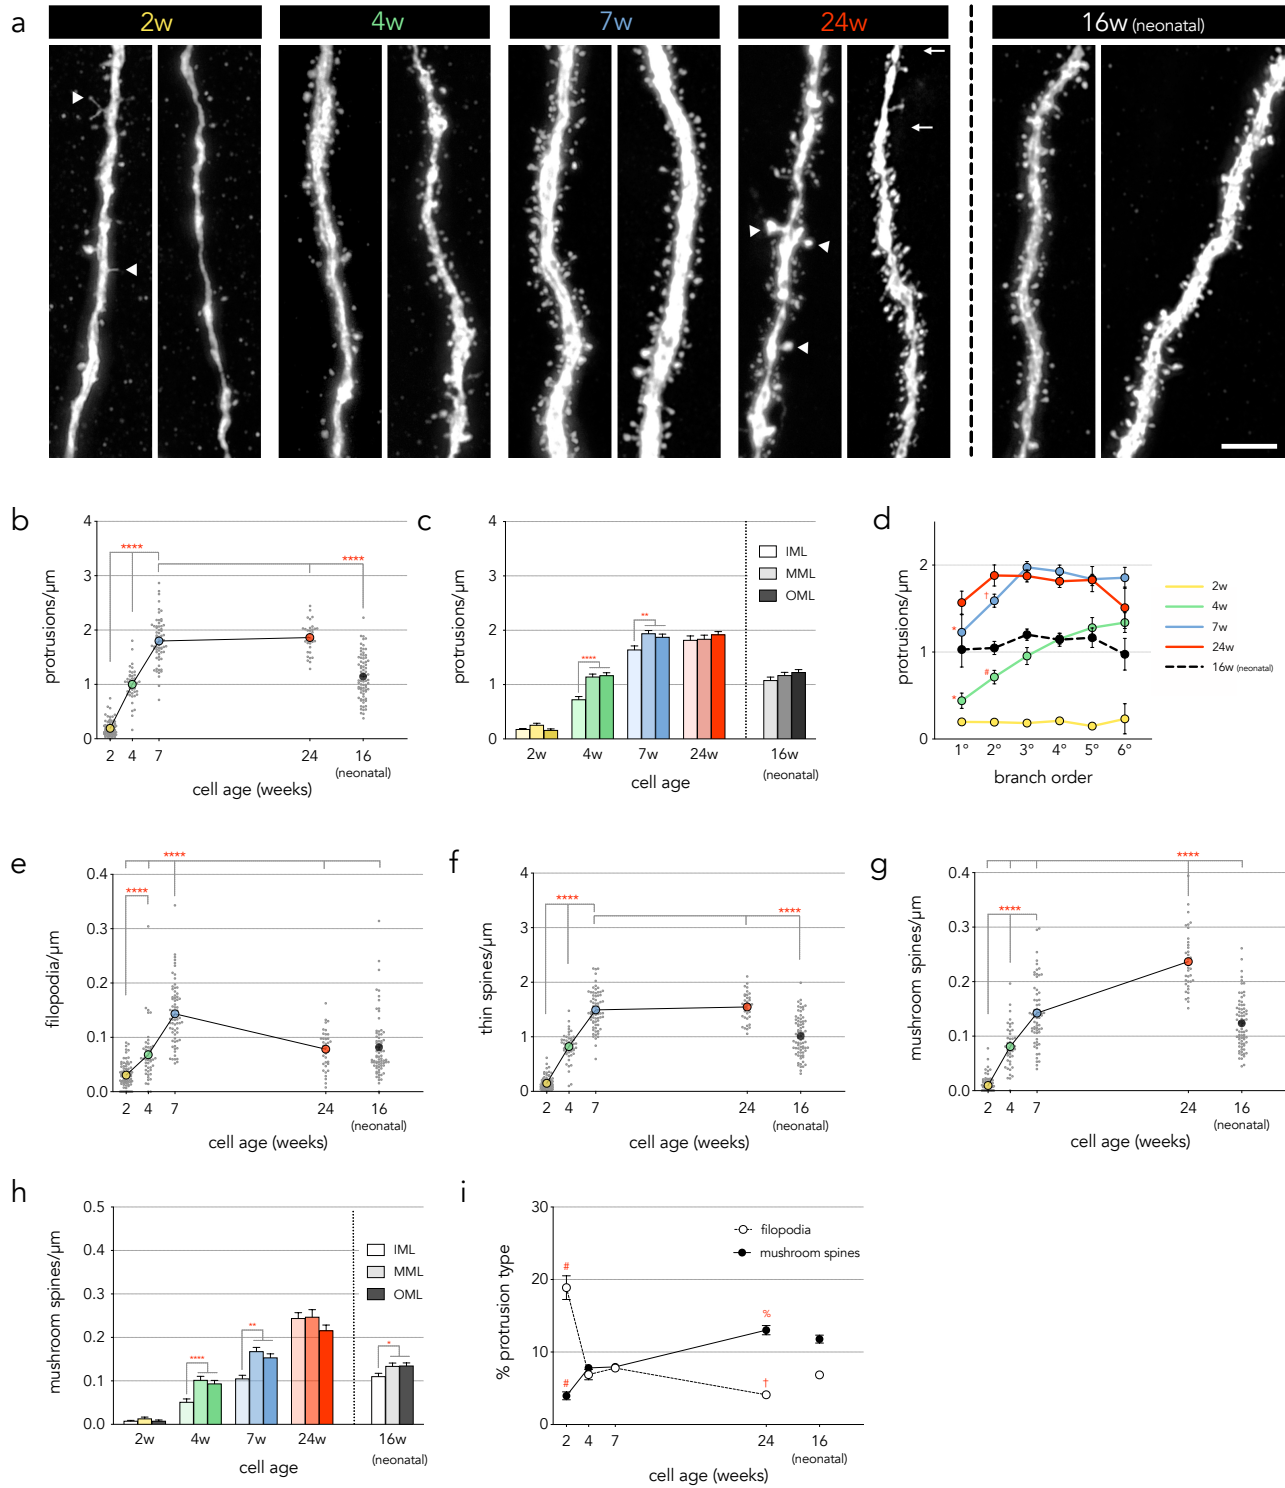 a
2w
4w
7w
24w
16w (neonatal)
b
protrusions/µm
4
3
2
1
0
****
****
2
4
7
24
16
(neonatal)
cell age (weeks)
c
protrusions/µm
4
3
2
1
0
****
**
IML
MML
OML
2w
4w
7w
24w
16w
(neonatal)
cell age
d
protrusions/µm
2
1
0
*
†
*
#
1°
2°
3°
4°
5°
6°
branch order
2w
4w
7w
24w
16w (neonatal)
e
filopodia/µm
0.4
0.3
0.2
0.1
0.0
****
****
2
4
7
24
16
(neonatal)
cell age (weeks)
f
thin spines/µm
4
3
2
1
0
****
****
2
4
7
24
16
(neonatal)
cell age (weeks)
g
mushroom spines/µm
0.4
0.3
0.2
0.1
0.0
****
****
2
4
7
24
16
(neonatal)
cell age (weeks)
h
mushroom spines/µm
0.5
0.4
0.3
0.2
0.1
0.0
****
**
*
IML
MML
OML
2w
4w
7w
24w
16w
(neonatal)
cell age
i
% protrusion type
30
20
10
0
filopodia
mushroom spines
#
#
%
†
2
4
7
24
16
(neonatal)
cell age (weeks)